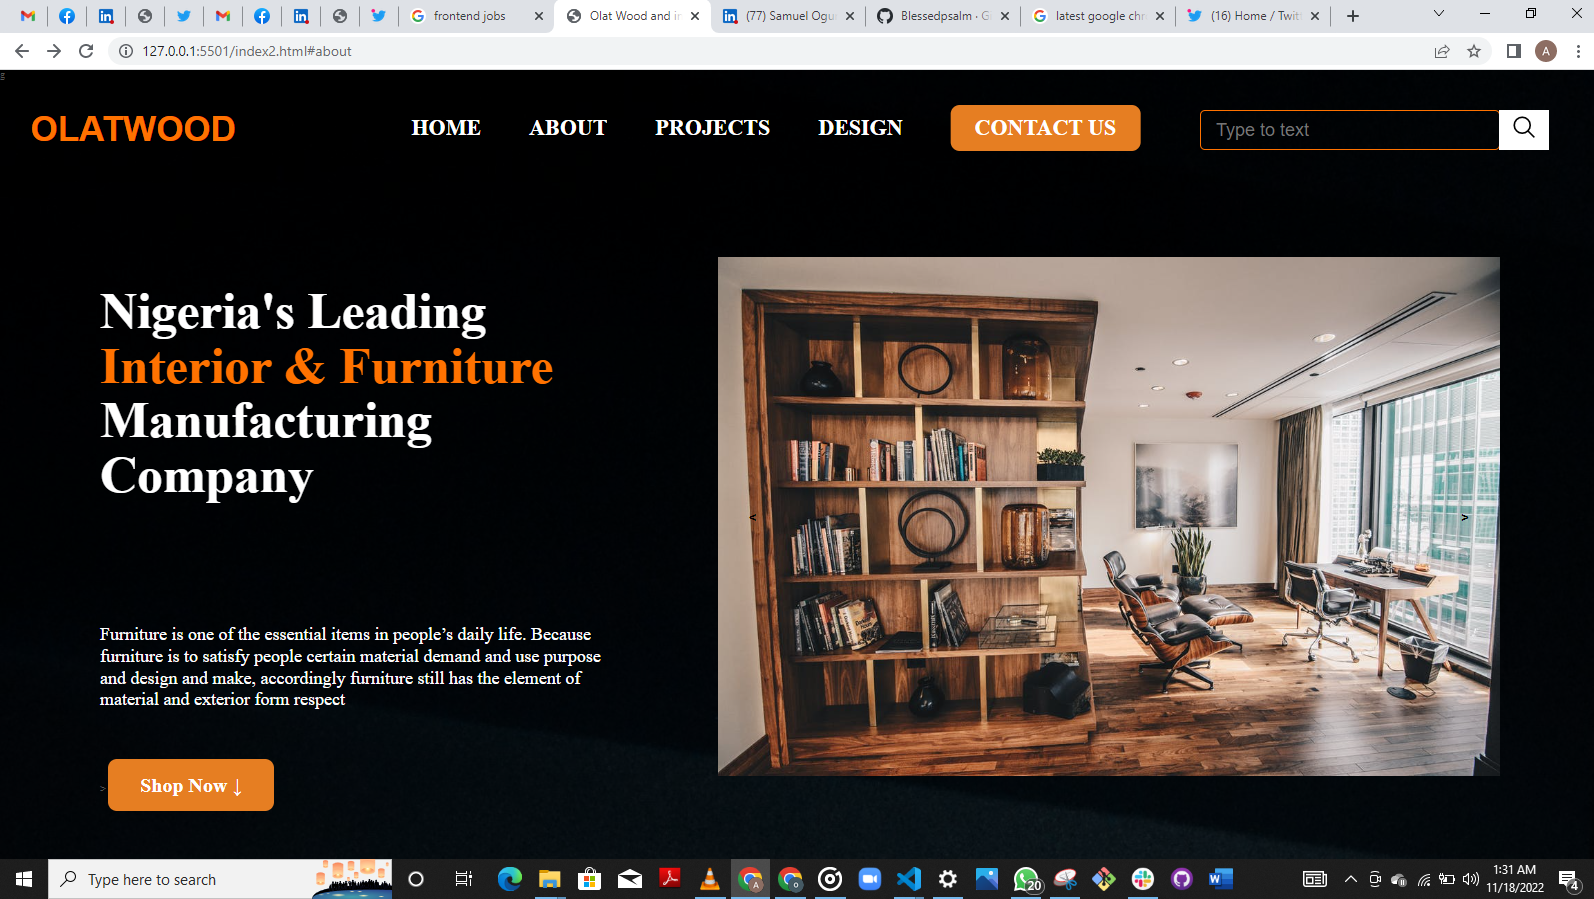 frontend jobs
Olat Wood and in
(77) Samuel Ogu
Blessedpsalm · G
latest google chr
(16) Home / Twitt
127.0.0.1:5501/index2.html#about
A
OLATWOOD
HOME
ABOUT
PROJECTS
DESIGN
CONTACT US
Type to text
Nigeria's Leading
Interior & Furniture
Manufacturing
Company
<
>
Furniture is one of the essential items in people’s daily life. Because
furniture is to satisfy people certain material demand and use purpose
and design and make, accordingly furniture still has the element of
material and exterior form respect
>
Shop Now ↓
Type here to search
20
1:31 AM
11/18/2022
4